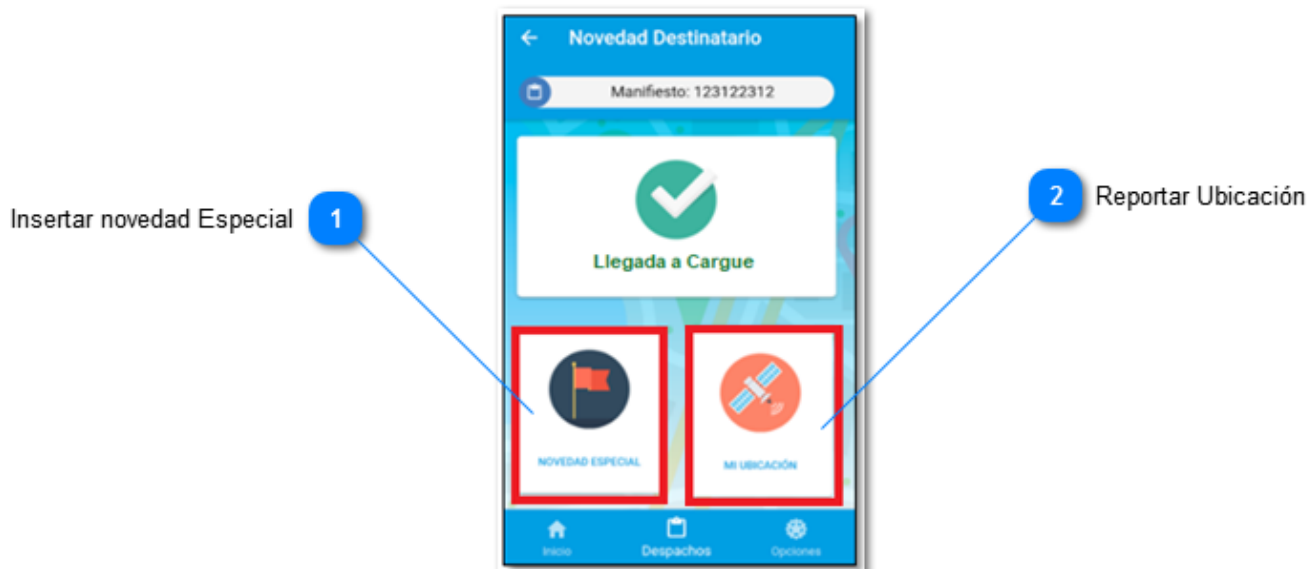 Novedad Destinatario
Manifiesto: 123122312
Llegada a Cargue
Insertar novedad Especial 1
2 Reportar Ubicación
NOVEDAD ESPECIAL
MI UBICACIÓN
Inicio
Despachos
Opciones